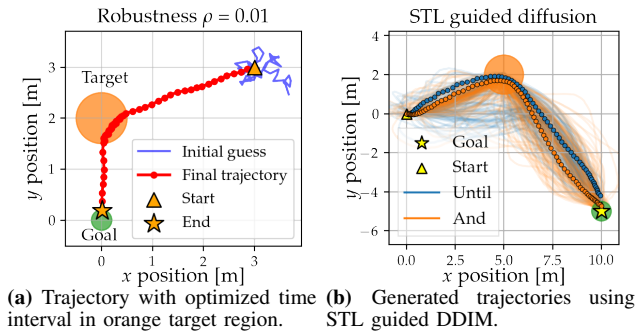 Robustness ρ = 0.01
3
2
1
0
y position [m]
Target
Goal
Initial guess
Final trajectory
Start
End
0
1
2
3
x position [m]
(a) Trajectory with optimized time
interval in orange target region.
STL guided diffusion
4
2
0
−2
−4
−6
y position [m]
Goal
Start
Until
And
0.0
2.5
5.0
7.5
10.0
x position [m]
(b) Generated trajectories using
STL guided DDIM.